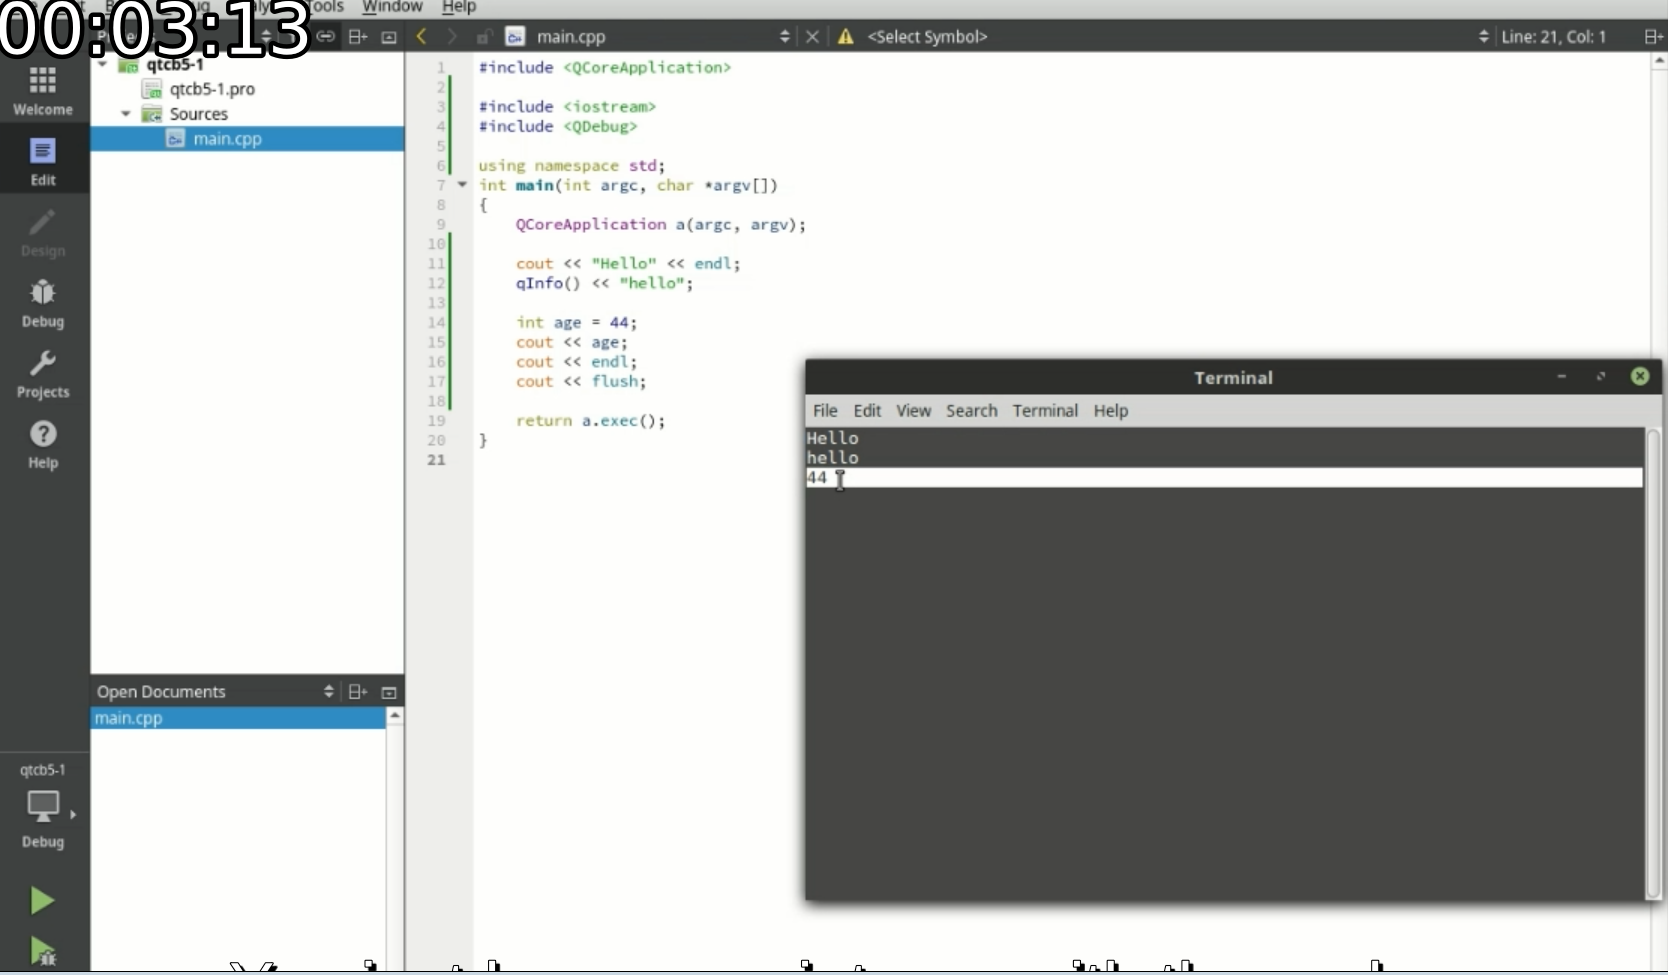 00:03:13
Tools Window Help
main.cpp <Select Symbol> Line: 21, Col: 1
Welcome
Edit
Design
Debug
Projects
Help
qtcb5-1
qtcb5-1.pro
Sources
main.cpp
Open Documents
main.cpp
qtcb5-1
Debug
1 #include <QCoreApplication>
2
3 #include <iostream>
4 #include <QDebug>
5
6 using namespace std;
7 int main(int argc, char *argv[])
8 {
9 QCoreApplication a(argc, argv);
10
11 cout << "Hello" << endl;
12 qInfo() << "hello";
13
14 int age = 44;
15 cout << age;
16 cout << endl;
17 cout << flush;
18
19 return a.exec();
20 }
21
Terminal
File Edit View Search Terminal Help
Hello
hello
44